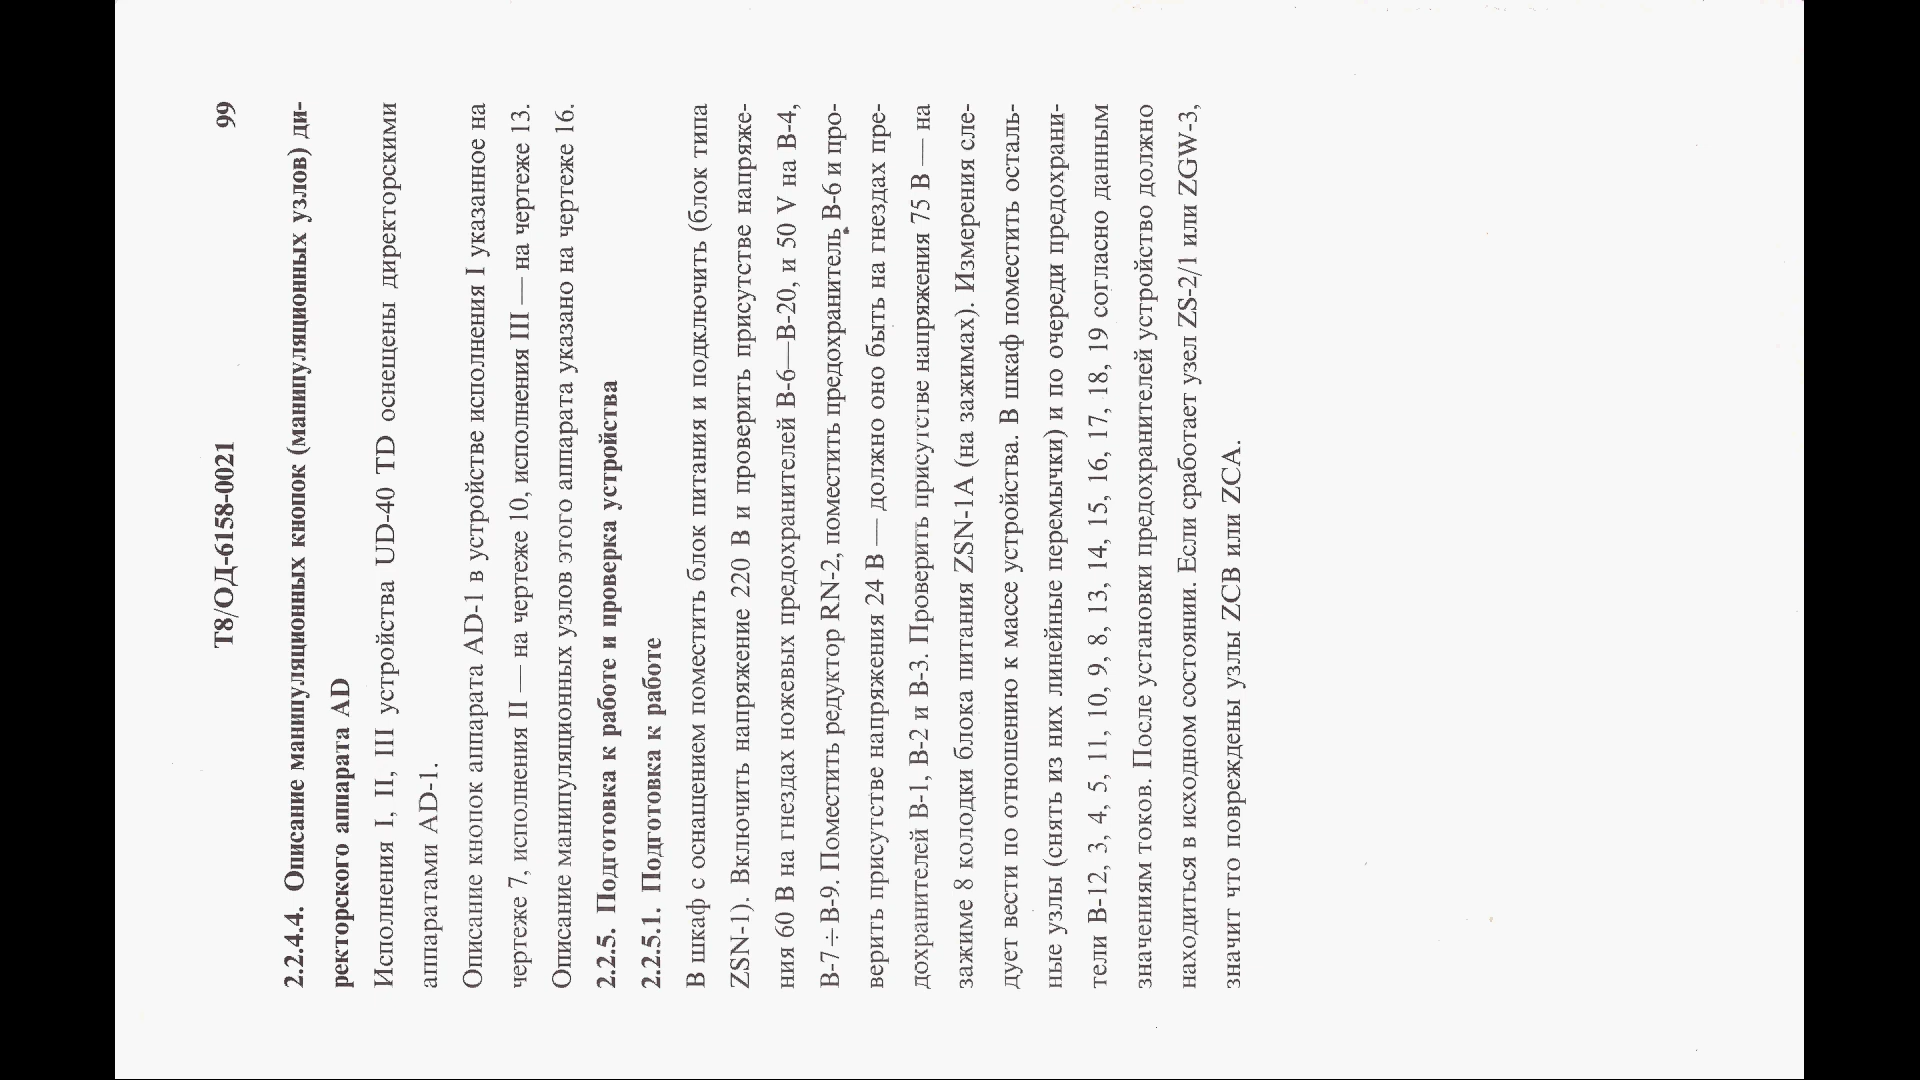 Т8/ОД-6158-0021 99
2.2.4.4. Описание манипуляционных кнопок (манипуляционных узлов) ди-
ректорского аппарата AD
Исполнения I, II, III устройства UD-40 TD оснещены директорскими
аппаратами AD-1.
Описание кнопок аппарата AD-1 в устройстве исполнения I указанное на
чертеже 7, исполнения II — на чертеже 10, исполнения III — на чертеже 13.
Описание манипуляционных узлов этого аппарата указано на чертеже 16.
2.2.5. Подготовка к работе и проверка устройства
2.2.5.1. Подготовка к работе
В шкаф с оснащением поместить блок питания и подключить (блок типа
ZSN-1). Включить напряжение 220 В и проверить присутстве напряже-
ния 60 В на гнездах ножевых предохранителей В-6—В-20, и 50 V на В-4,
В-7 ÷ В-9. Поместить редуктор RN-2, поместить предохранитель В-6 и про-
верить присутстве напряжения 24 В — должно оно быть на гнездах пре-
дохранителей В-1, В-2 и В-3. Проверить присутстве напряжения 75 В — на
зажиме 8 колодки блока питания ZSN-1A (на зажимах). Измерения сле-
дует вести по отношению к массе устройства. В шкаф поместить осталь-
ные узлы (снять из них линейные перемычки) и по очереди предохрани-
тели В-12, 3, 4, 5, 11, 10, 9, 8, 13, 14, 15, 16, 17, 18, 19 согласно данным
значениям токов. После установки предохранителей устройство должно
находиться в исходном состоянии. Если сработает узел ZS-2/1 или ZGW-3,
значит что повреждены узлы ZCB или ZCA.